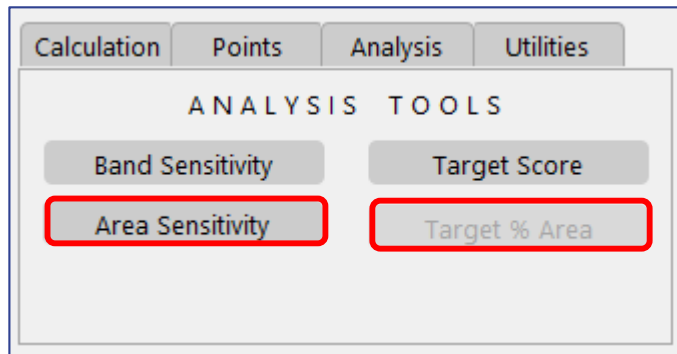 Calculation Points Analysis Utilities
ANALYSIS TOOLS
Band Sensitivity Target Score
Area Sensitivity Target % Area